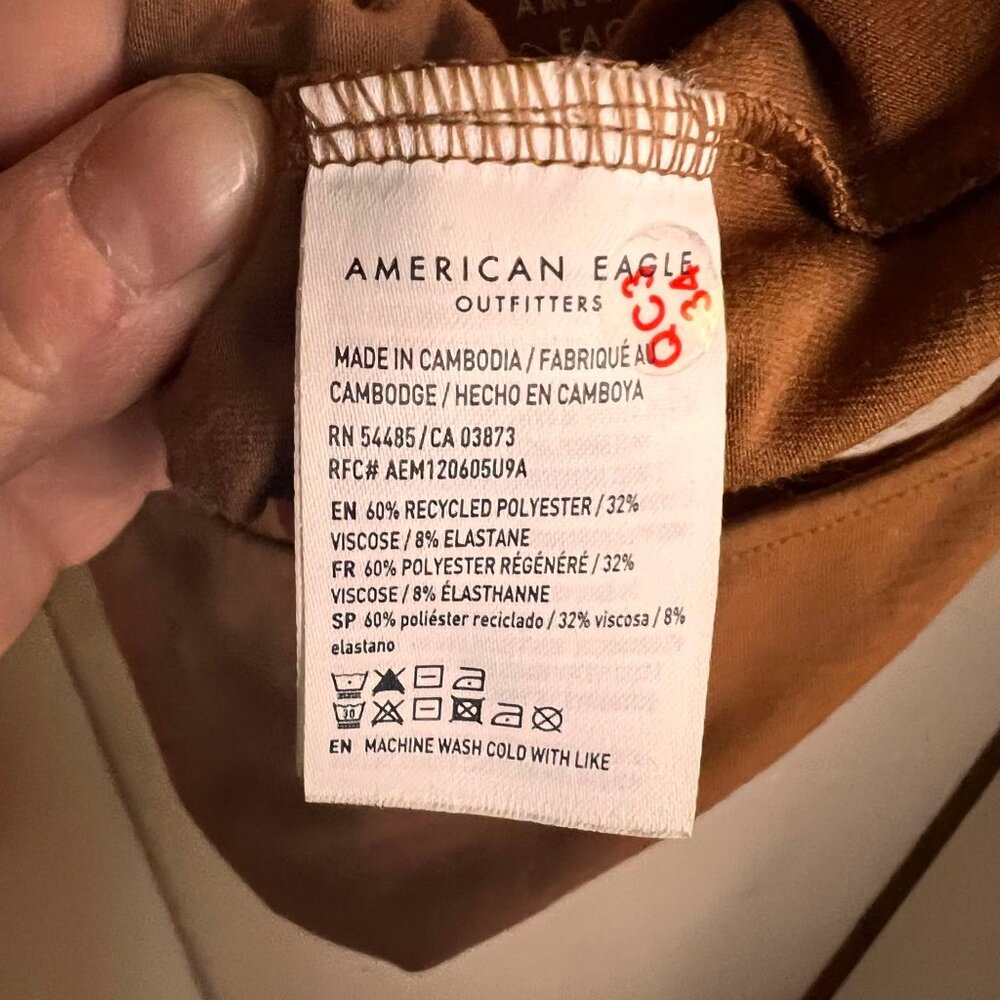 AMERICAN EAGLE
OUTFITTERS
QC3
34
MADE IN CAMBODIA / FABRIQUÉ AU
CAMBODGE / HECHO EN CAMBOYA
RN 54485/CA 03873
RFC# AEM120605U9A
EN 60% RECYCLED POLYESTER / 32%
VISCOSE / 8% ELASTANE
FR 60% POLYESTER RÉGÉNÉRÉ / 32%
VISCOSE / 8% ÉLASTHANNE
SP 60% poliéster reciclado / 32% viscosa / 8%
elastano
30
EN MACHINE WASH COLD WITH LIKE